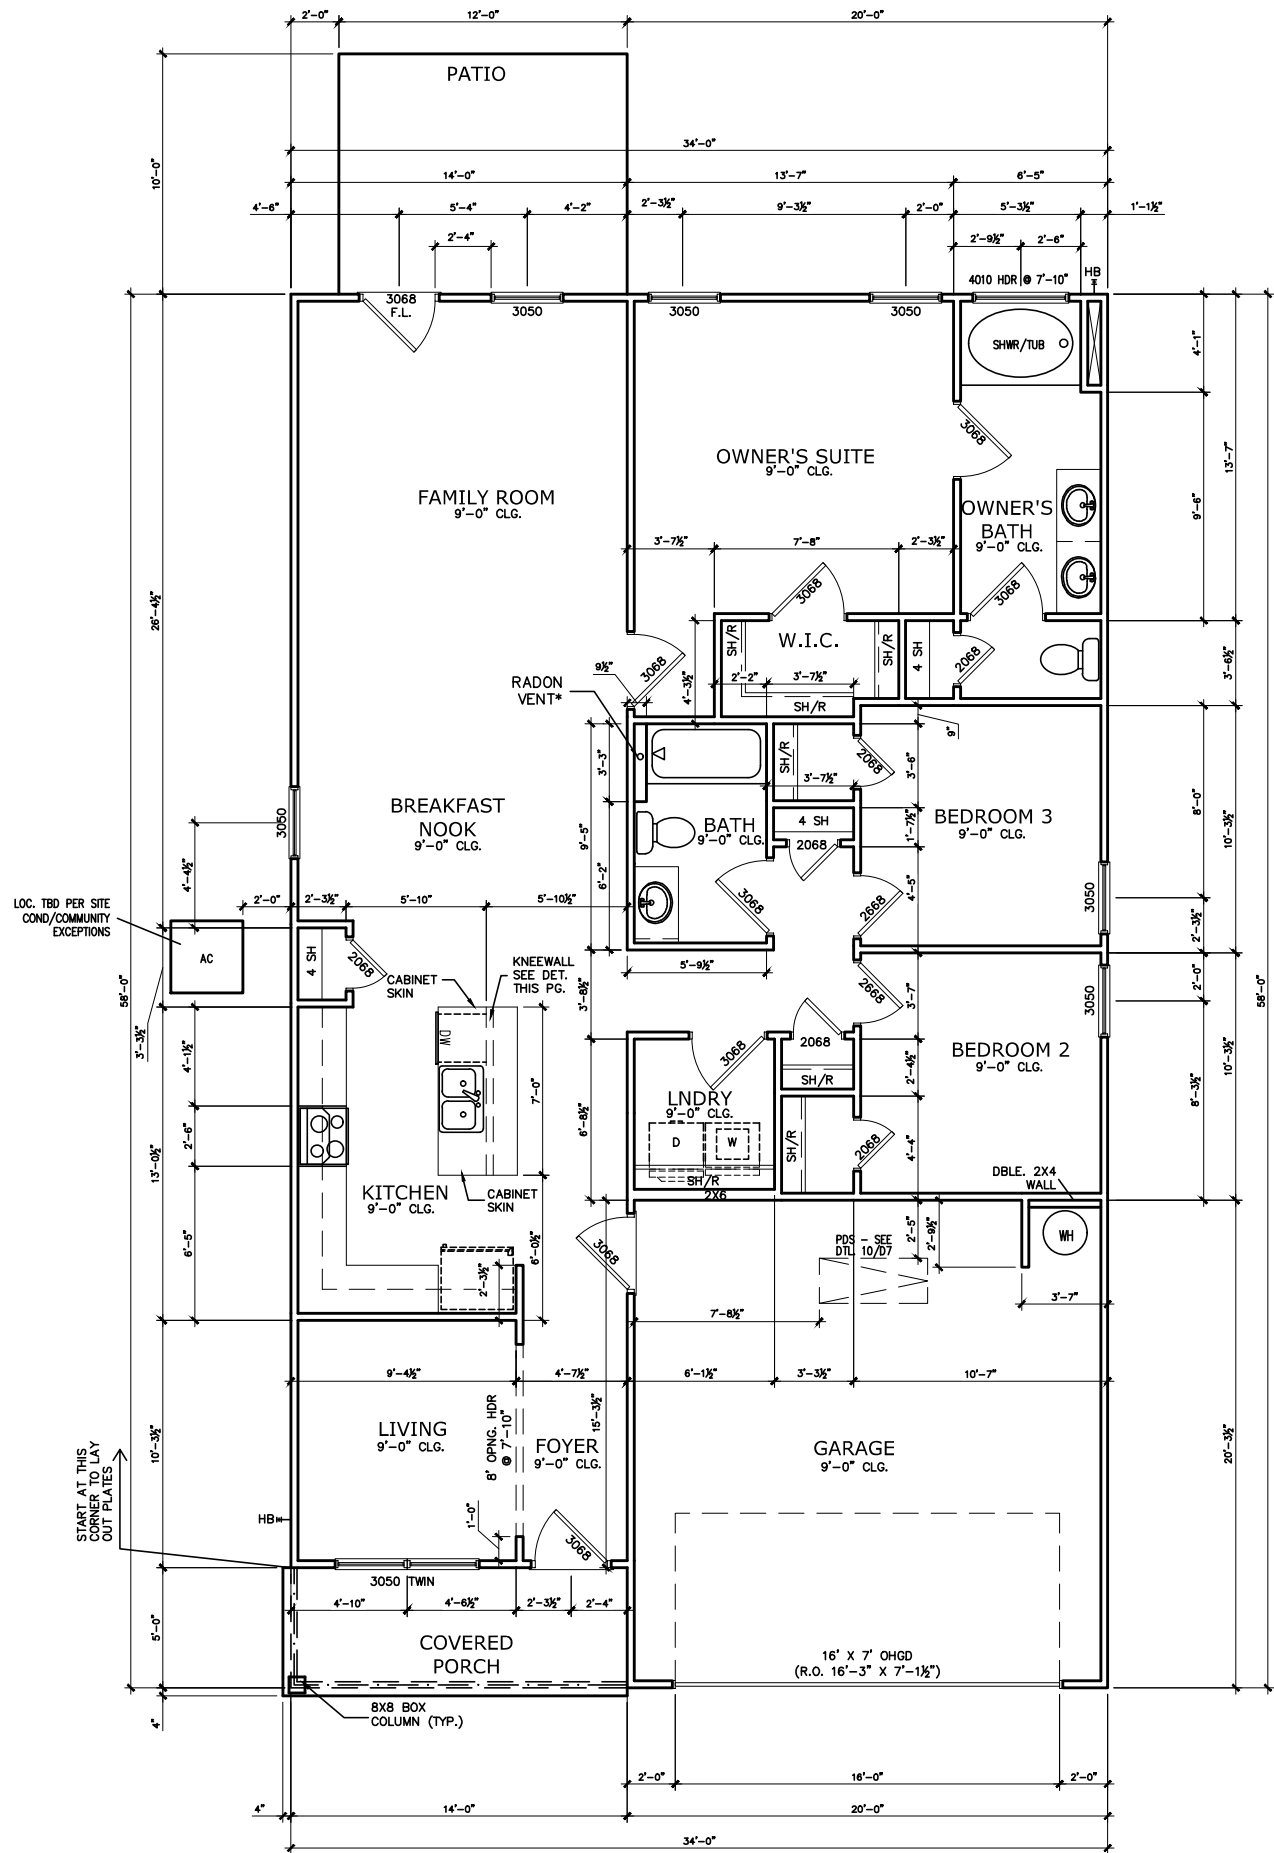 2'-0"
12'-0"
20'-0"
PATIO
10'-0"
34'-0"
14'-0"
13'-7"
6'-5"
4'-6"
5'-4"
4'-2"
2'-3½"
9'-3½"
2'-0"
5'-3½"
1'-1½"
2'-4"
2'-9½"
2'-6"
4010 HDR @ 7'-10"
HB
3068
F.L.
3050
3050
3050
SHWR/TUB
4'-1"
3068
OWNER'S SUITE
9'-0" CLG.
FAMILY ROOM
9'-0" CLG.
13'-7"
9'-6"
OWNER'S
BATH
9'-0" CLG.
3'-7½"
7'-8"
2'-3½"
3068
3068
26'-4½"
SH/R
W.I.C.
SH/R
4 SH
2068
3'-6½"
9½"
3068
4'-3½"
2'-2"
3'-7½"
SH/R
RADON
VENT*
9"
3'-3"
SH/R
2068
3'-6"
3'-7½"
BREAKFAST
NOOK
9'-0" CLG.
3050
BATH
9'-0" CLG.
4 SH
2068
1'-7½"
BEDROOM 3
9'-0" CLG.
8'-0"
10'-3½"
9'-5"
6'-2"
4'-4½"
4'-5"
3068
2668
3050
2'-3½"
LOC. TBD PER SITE
COND/COMMUNITY
EXCEPTIONS
2'-0"
2'-3½"
5'-10"
5'-10½"
AC
4 SH
2068
CABINET
SKIN
KNEEWALL
SEE DET.
THIS PG.
5'-9½"
3'-8½"
2668
3'-7"
3050
2'-0"
58'-0"
58'-0"
3'-3½"
4'-1½"
DW
7'-0"
3068
2068
SH/R
2'-4½"
BEDROOM 2
9'-0" CLG.
8'-3½"
10'-3½"
6'-8½"
LNDRY
9'-0" CLG.
D
W
SH/R
2X6
SH/R
2068
4'-4"
2'-6"
13'-0½"
KITCHEN
9'-0" CLG.
CABINET
SKIN
DBLE. 2X4
WALL
6'-5"
6'-0½"
2'-3½"
3068
PDS - SEE
DTL 10/D7
2'-5"
2'-9½"
WH
3'-7"
7'-8½"
9'-4½"
4'-7½"
6'-1½"
3'-3½"
10'-7"
10'-3½"
LIVING
9'-0" CLG.
8' OPNG. HDR
@ 7'-10"
15'-3½"
FOYER
9'-0" CLG.
GARAGE
9'-0" CLG.
20'-3½"
START AT THIS
CORNER TO LAY
OUT PLATES
HB
1'-0"
3068
3050 TWIN
4'-10"
4'-6½"
2'-3½"
2'-4"
5'-0"
COVERED
PORCH
16' X 7' OHGD
(R.O. 16'-3" X 7'-1½")
8X8 BOX
COLUMN (TYP.)
4"
2'-0"
16'-0"
2'-0"
4"
14'-0"
20'-0"
34'-0"